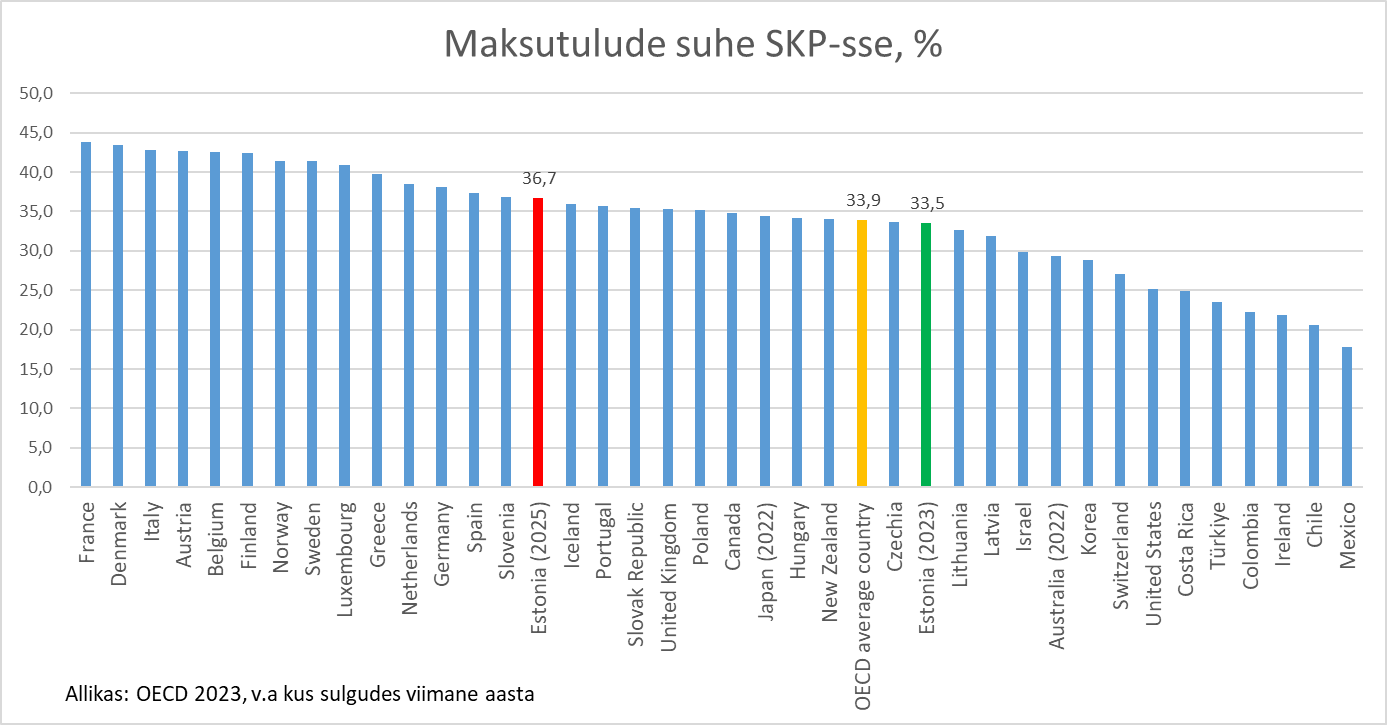 Maksutulude suhe SKP-sse, %
50,0
45,0
40,0
35,0
30,0
25,0
20,0
15,0
10,0
5,0
0,0
36,7
33,9
33,5
France
Denmark
Italy
Austria
Belgium
Finland
Norway
Sweden
Luxembourg
Greece
Netherlands
Germany
Spain
Slovenia
Estonia (2025)
Iceland
Portugal
Slovak Republic
United Kingdom
Poland
Canada
Japan (2022)
Hungary
New Zealand
OECD average country
Czechia
Estonia (2023)
Lithuania
Latvia
Israel
Australia (2022)
Korea
Switzerland
United States
Costa Rica
Türkiye
Colombia
Ireland
Chile
Mexico
Allikas: OECD 2023, v.a kus sulgudes viimane aasta